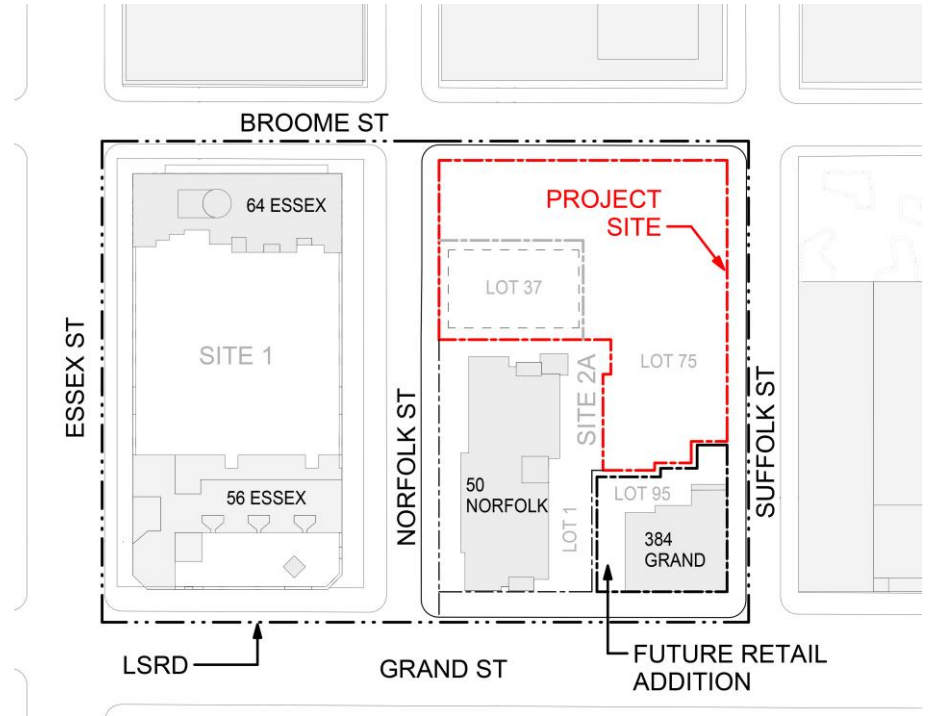 BROOME ST
64 ESSEX
PROJECT
SITE
LOT 37
ESSEX ST
SITE 1
NORFOLK ST
SITE 2A
LOT 75
SUFFOLK ST
56 ESSEX
50
NORFOLK
LOT 1
LOT 95
384
GRAND
LSRD
GRAND ST
FUTURE RETAIL
ADDITION